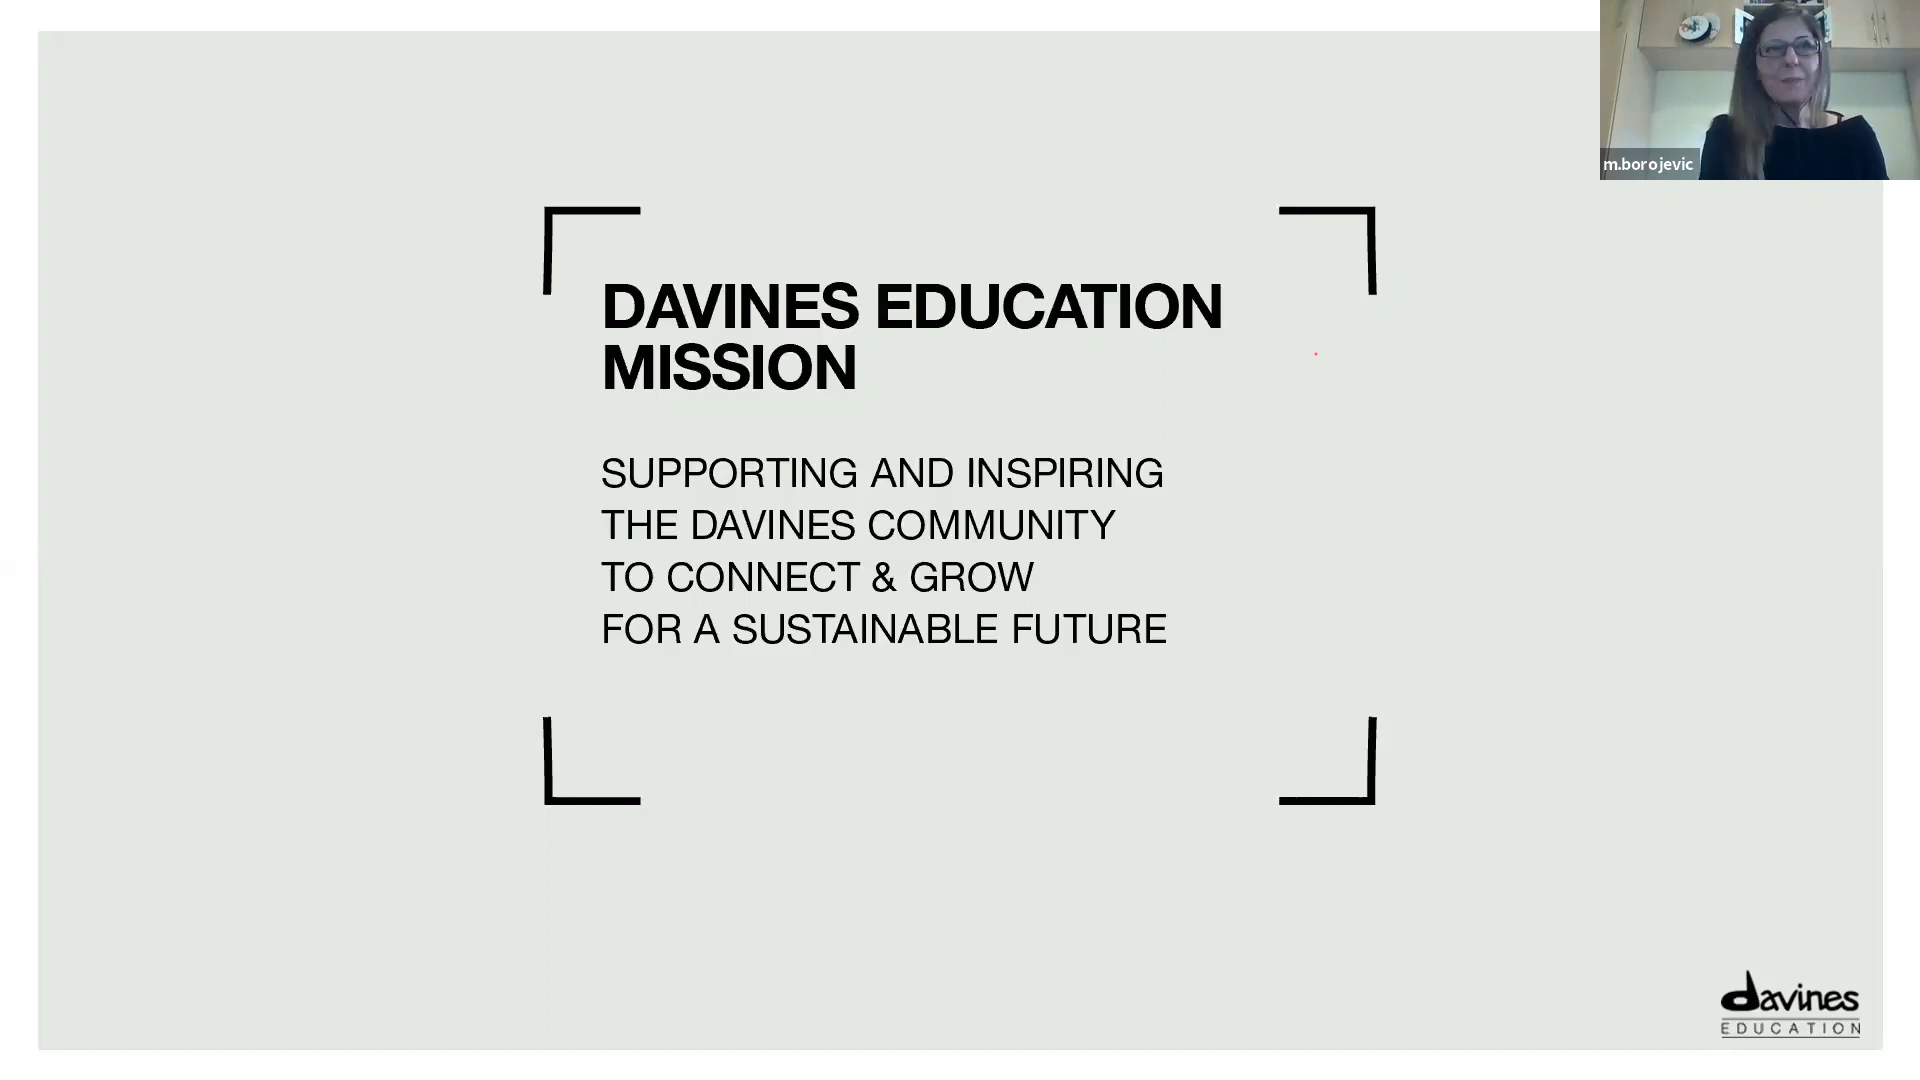 m.borojevic
DAVINES EDUCATION
MISSION
SUPPORTING AND INSPIRING
THE DAVINES COMMUNITY
TO CONNECT & GROW
FOR A SUSTAINABLE FUTURE
davines
EDUCATION